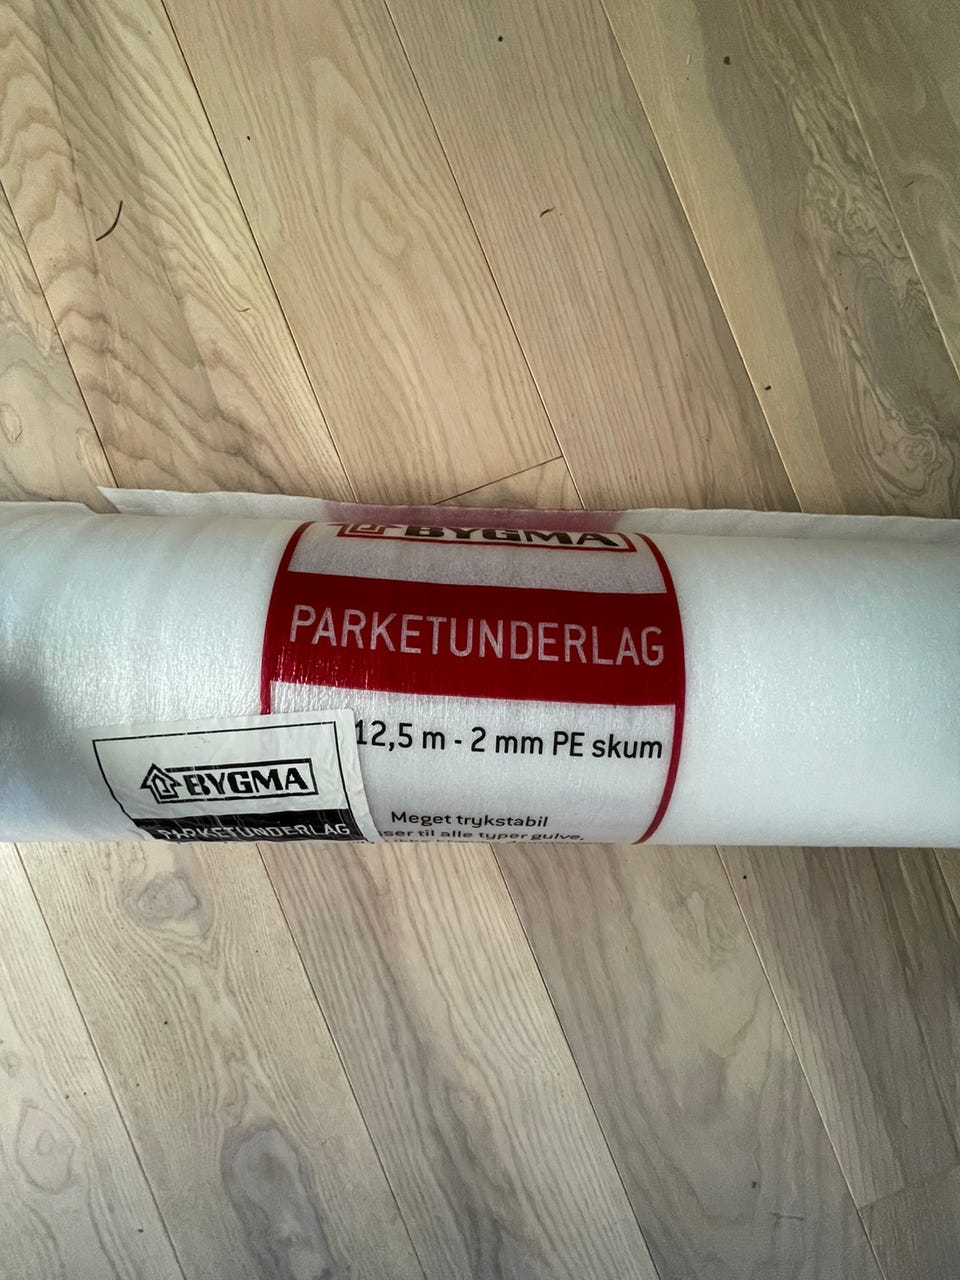 BYGMA
PARKETUNDERLAG
12,5 m - 2 mm PE skum
Meget trykstabil
til alle typer gulve,
BYGMA
PARKETUNDERLAG